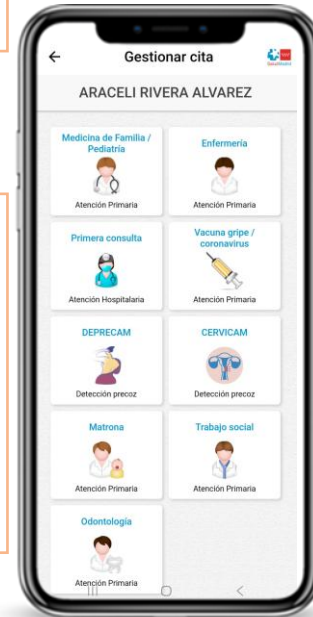 Gestionar cita
ARACELI RIVERA ALVAREZ
Medicina de Familia /
Pediatría
Atención Primaria
Enfermería
Atención Primaria
Primera consulta
Atención Hospitalaria
Vacuna gripe /
coronavirus
Atención Primaria
DEPRECAM
Detección precoz
CERVICAM
Detección precoz
Matrona
Atención Primaria
Trabajo social
Atención Primaria
Odontología
Atención Primaria